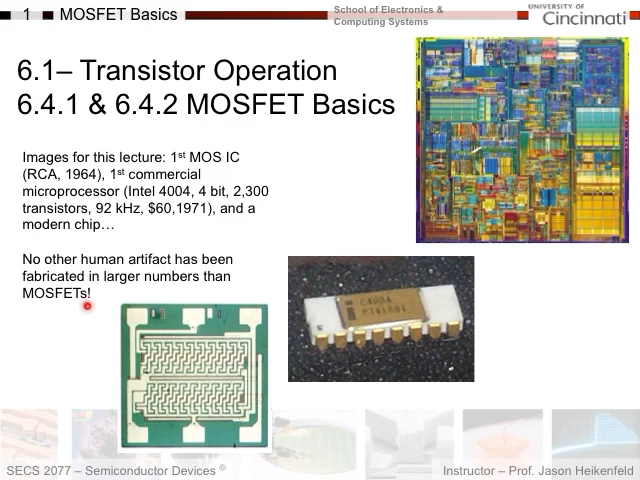 1 MOSFET Basics
School of Electronics &
Computing Systems
UNIVERSITY OF
Cincinnati
6.1– Transistor Operation
6.4.1 & 6.4.2 MOSFET Basics
Images for this lecture: 1st MOS IC
(RCA, 1964), 1st commercial
microprocessor (Intel 4004, 4 bit, 2,300
transistors, 92 kHz, $60,1971), and a
modern chip…
No other human artifact has been
fabricated in larger numbers than
MOSFETs!
C4004
SECS 2077 – Semiconductor Devices ©
Instructor – Prof. Jason Heikenfeld